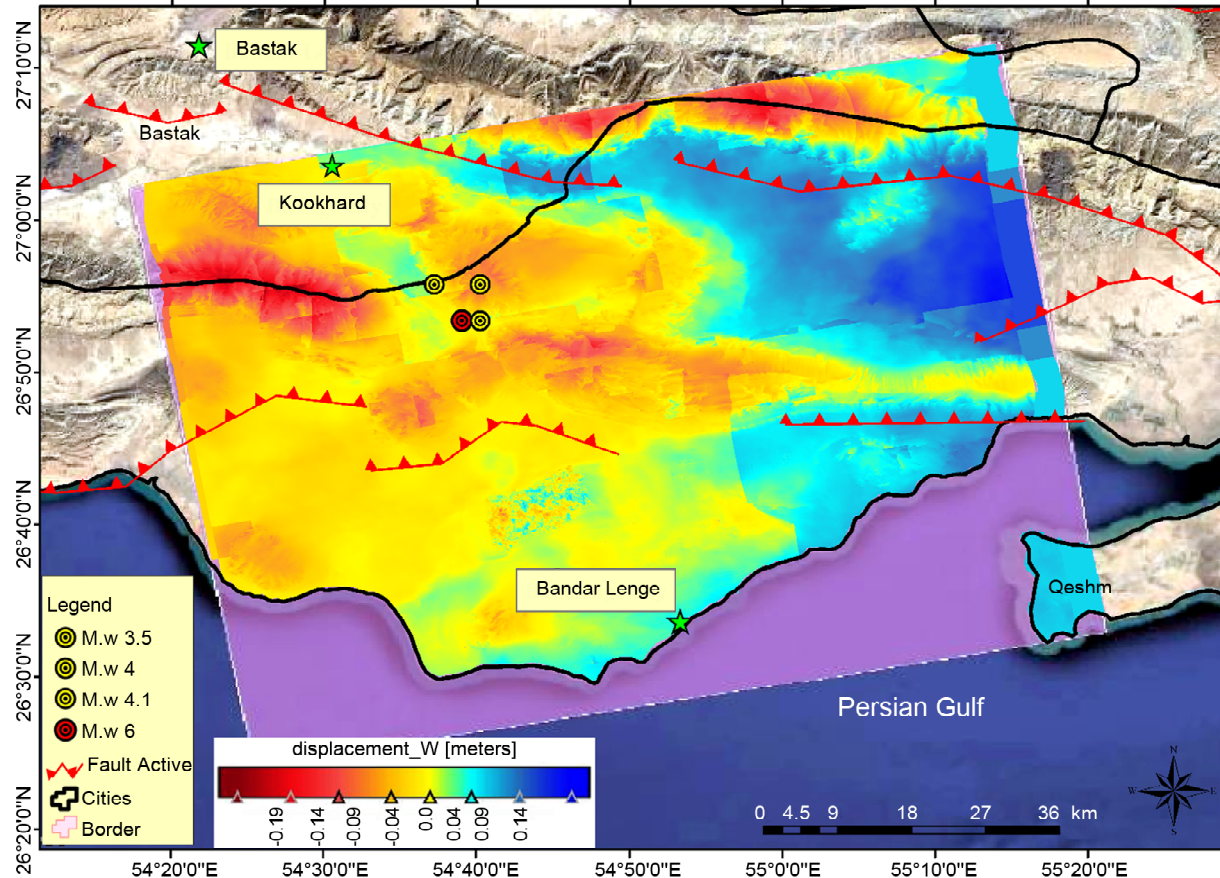 Bastak
Bastak
Kookhard
Bandar Lenge
Qeshm
Persian Gulf
Legend
M.w 3.5
M.w 4
M.w 4.1
M.w 6
Fault Active
Cities
Border
displacement_W [meters]
-0.19 -0.14 -0.09 -0.04 0.0 0.04 0.09 0.14
0 4.5 9 18 27 36 km
N
W E
S
27°10'0"N
27°0'0"N
26°50'0"N
26°40'0"N
26°30'0"N
26°20'0"N
54°20'0"E 54°30'0"E 54°40'0"E 54°50'0"E 55°0'0"E 55°10'0"E 55°20'0"E